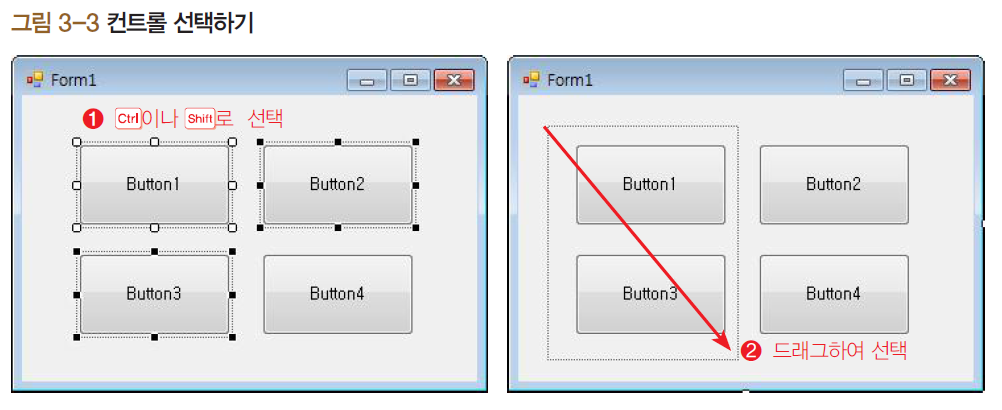 그림 3-3 컨트롤 선택하기
Form1
❶ Ctrl이나 Shift로 선택
Button1
Button2
Button3
Button4
Form1
Button1
Button2
Button3
Button4
❷ 드래그하여 선택